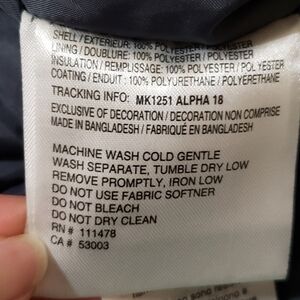 SHELL/EXTERIEUR: 100% POLYESTER / POLYESTER
LINING / DOUBLURE: 100% POLYESTER / POLYESTER
INSULATION / REMPLISSAGE: 100% POLYESTER / POLYESTER
COATING / ENDUIT : 100% POLYURETHANE / POLYURETHANE
TRACKING INFO: MK1251 ALPHA 18
EXCLUSIVE OF DECORATION / DECORATION NON COMPRISE
MADE IN BANGLADESH / FABRIQUÉ EN BANGLADESH
MACHINE WASH COLD GENTLE
WASH SEPARATE, TUMBLE DRY LOW
REMOVE PROMPTLY, IRON LOW
DO NOT USE FABRIC SOFTNER
DO NOT BLEACH
DO NOT DRY CLEAN
RN # 111478
CA # 53003